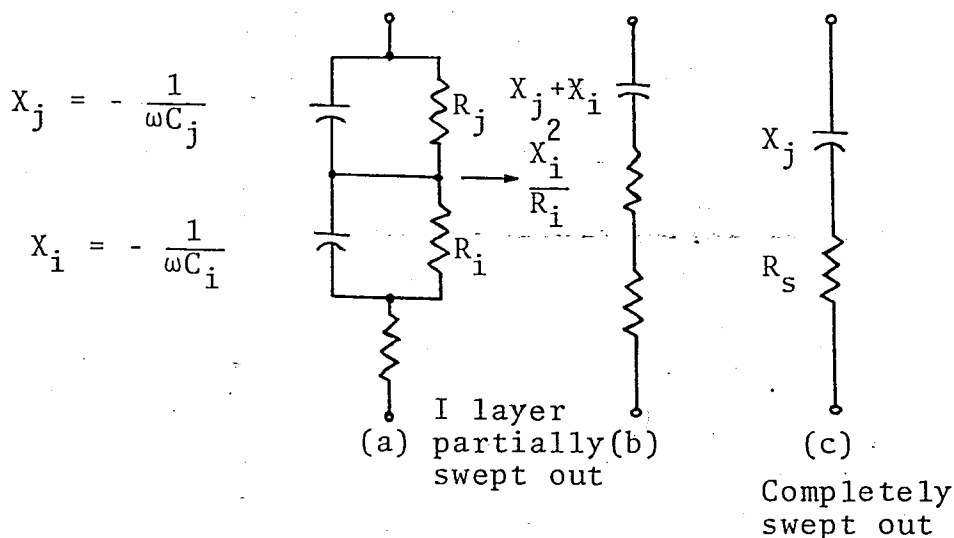 X_j = - 1/ωC_j
X_i = - 1/ωC_i
R_j
R_i
X_j+X_i
X_i^2/R_i
X_j
R_s
(a)
I layer
partially
swept out
(b)
(c)
Completely
swept out